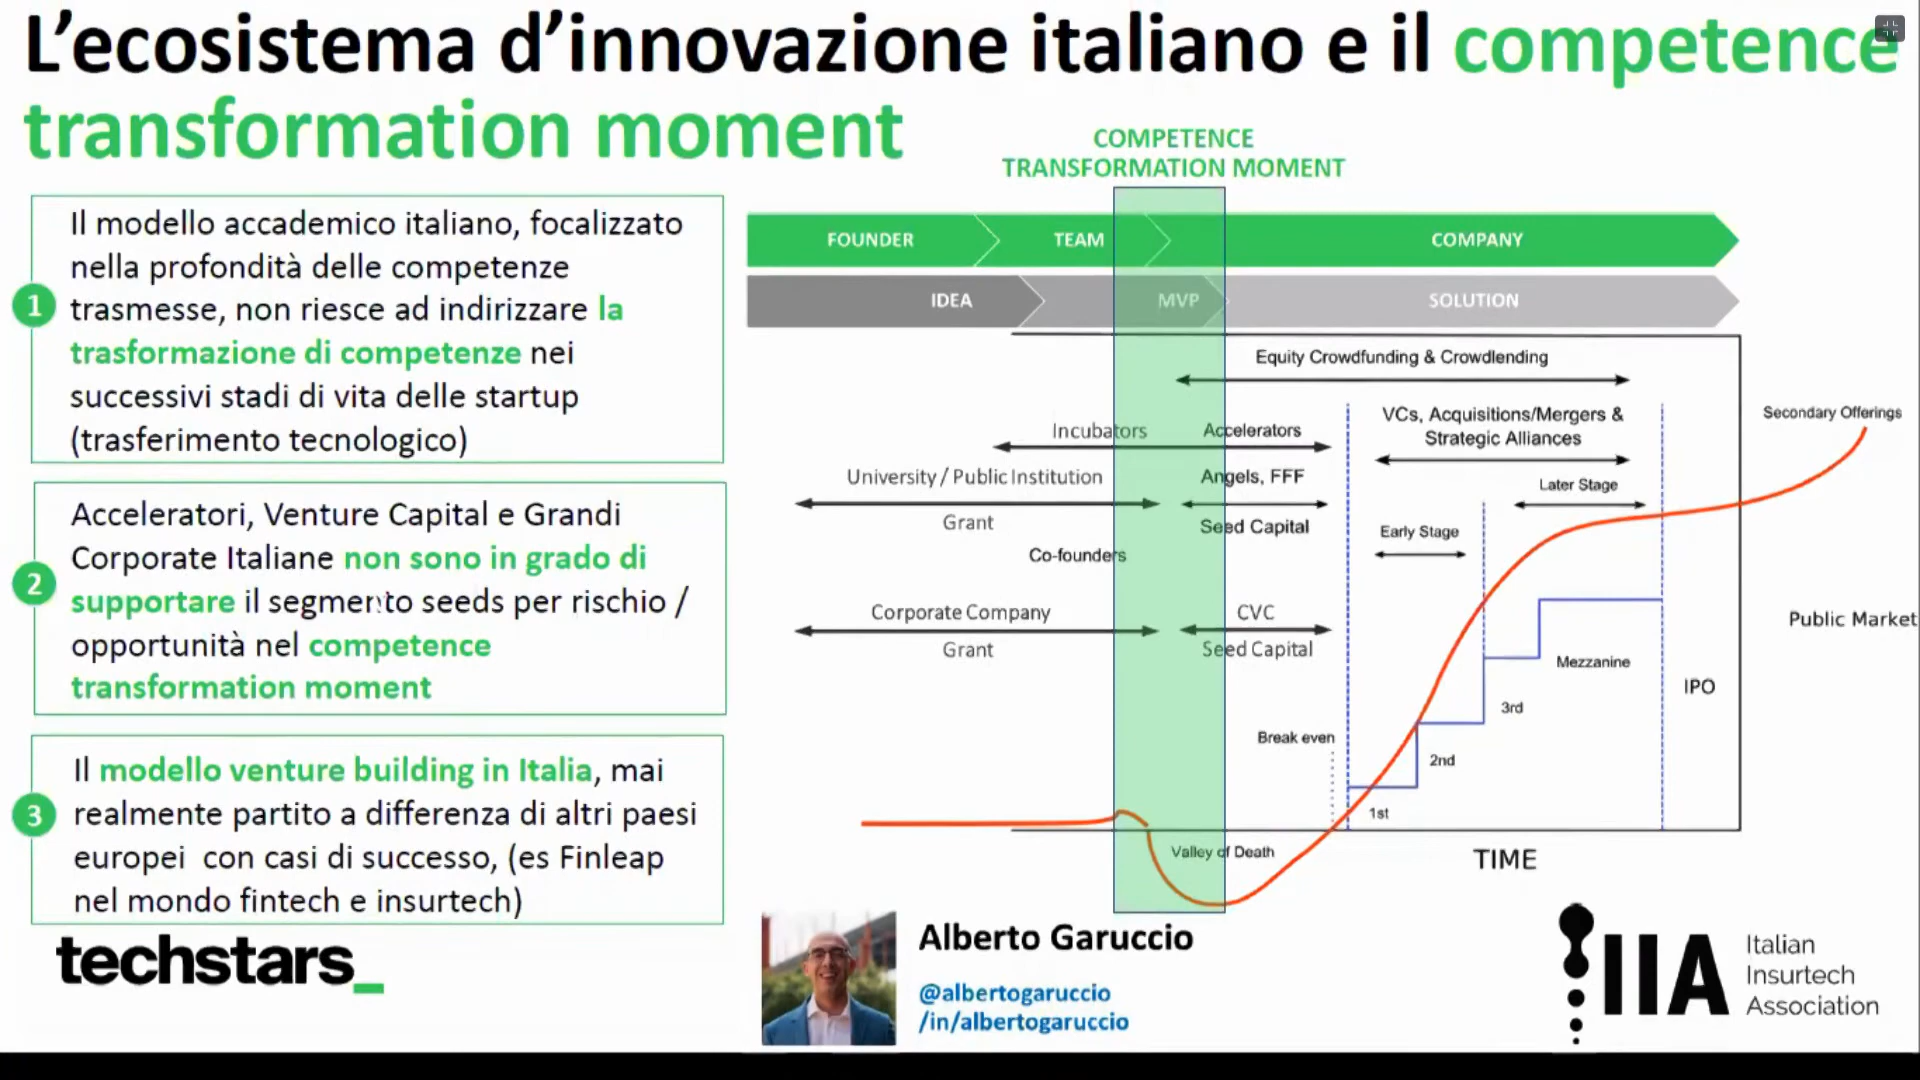 L’ecosistema d’innovazione italiano e il competence
transformation moment
1
Il modello accademico italiano, focalizzato
nella profondità delle competenze
trasmesse, non riesce ad indirizzare la
trasformazione di competenze nei
successivi stadi di vita delle startup
(trasferimento tecnologico)
2
Acceleratori, Venture Capital e Grandi
Corporate Italiane non sono in grado di
supportare il segmento seeds per rischio /
opportunità nel competence
transformation moment
3
Il modello venture building in Italia, mai
realmente partito a differenza di altri paesi
europei con casi di successo, (es Finleap
nel mondo fintech e insurtech)
COMPETENCE
TRANSFORMATION MOMENT
FOUNDER TEAM COMPANY
IDEA MVP SOLUTION
Equity Crowdfunding & Crowdlending
Incubators
Accelerators
VCs, Acquisitions/Mergers &
Strategic Alliances
Secondary Offerings
University / Public Institution
Grant
Angels, FFF
Seed Capital
Later Stage
Early Stage
Co-founders
Corporate Company
Grant
CVC
Seed Capital
Public Market
Mezzanine
IPO
3rd
Break even
2nd
1st
Valley of Death
TIME
techstars_
Alberto Garuccio
@albertogaruccio
/in/albertogaruccio
IIA
Italian
Insurtech
Association